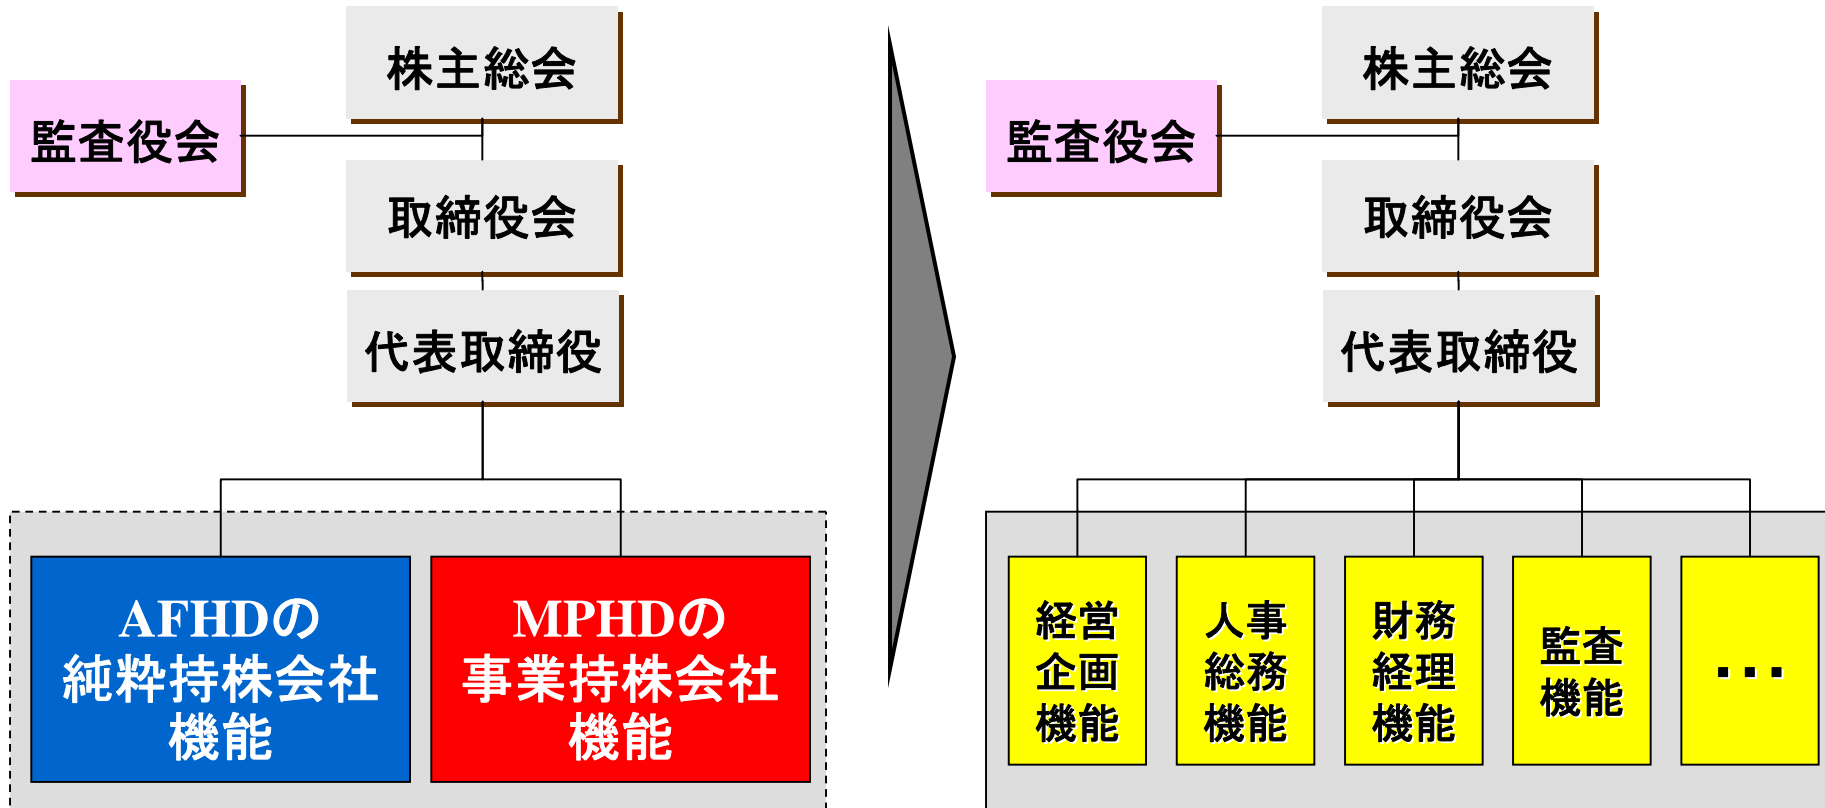 株主総会
監査役会
取締役会
代表取締役
AFHDの
純粋持株会社
機能
MPHDの
事業持株会社
機能
株主総会
監査役会
取締役会
代表取締役
経営
企画
機能
人事
総務
機能
財務
経理
機能
監査
機能
・・・